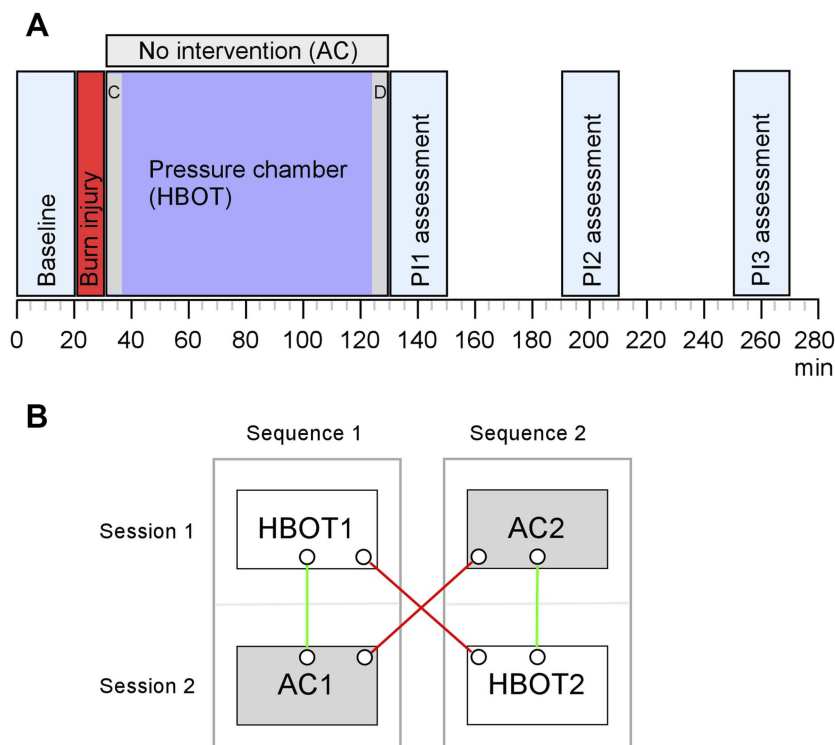 A
No intervention (AC)
C
D
Pressure chamber
(HBOT)
Baseline
Burn injury
PI1 assessment
PI2 assessment
PI3 assessment
0 20 40 60 80 100 120 140 160 180 200 220 240 260 280
min
B
Sequence 1 Sequence 2
Session 1
HBOT1
AC2
Session 2
AC1
HBOT2